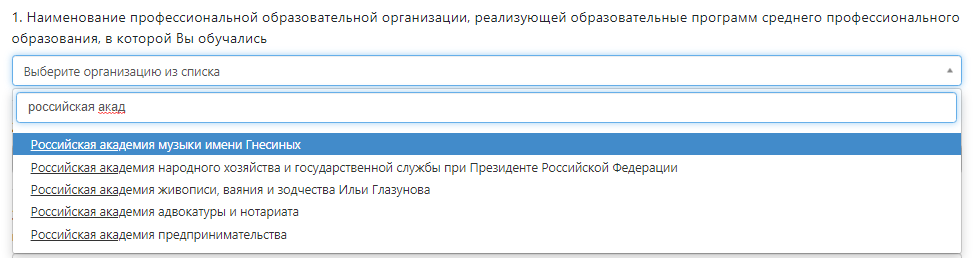 1. Наименование профессиональной образовательной организации, реализующей образовательные программ среднего профессионального
образования, в которой Вы обучались
Выберите организацию из списка
российская акад
Российская академия музыки имени Гнесиных
Российская академия народного хозяйства и государственной службы при Президенте Российской Федерации
Российская академия живописи, ваяния и зодчества Ильи Глазунова
Российская академия адвокатуры и нотариата
Российская академия предпринимательства